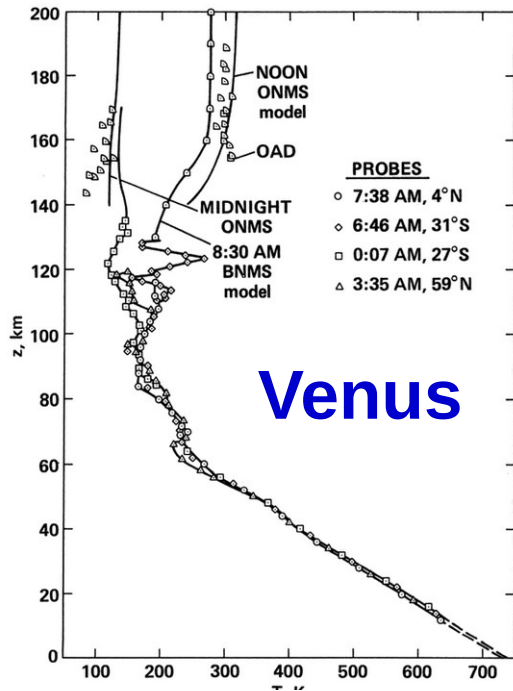 200
180
160
140
120
100
80
60
40
20
0
z, km
NOON
ONMS
model
OAD
MIDNIGHT
ONMS
8:30 AM
BNMS
model
PROBES
7:38 AM, 4°N
6:46 AM, 31°S
0:07 AM, 27°S
3:35 AM, 59°N
Venus
100 200 300 400 500 600 700